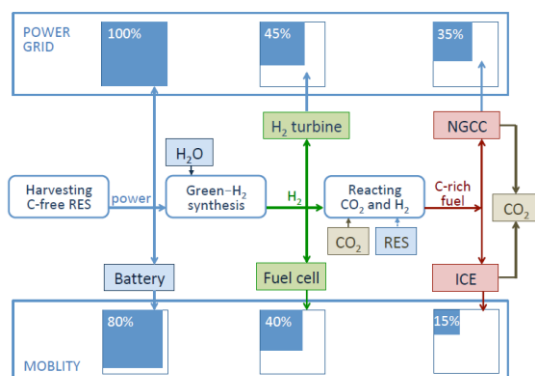 POWER
GRID
100%
45%
35%
H₂ turbine
NGCC
H₂O
Harvesting
C-free RES
power
Green–H₂
synthesis
H₂
Reacting
CO₂ and H₂
C-rich
fuel
CO₂
CO₂
RES
Battery
Fuel cell
ICE
80%
40%
15%
MOBLITY